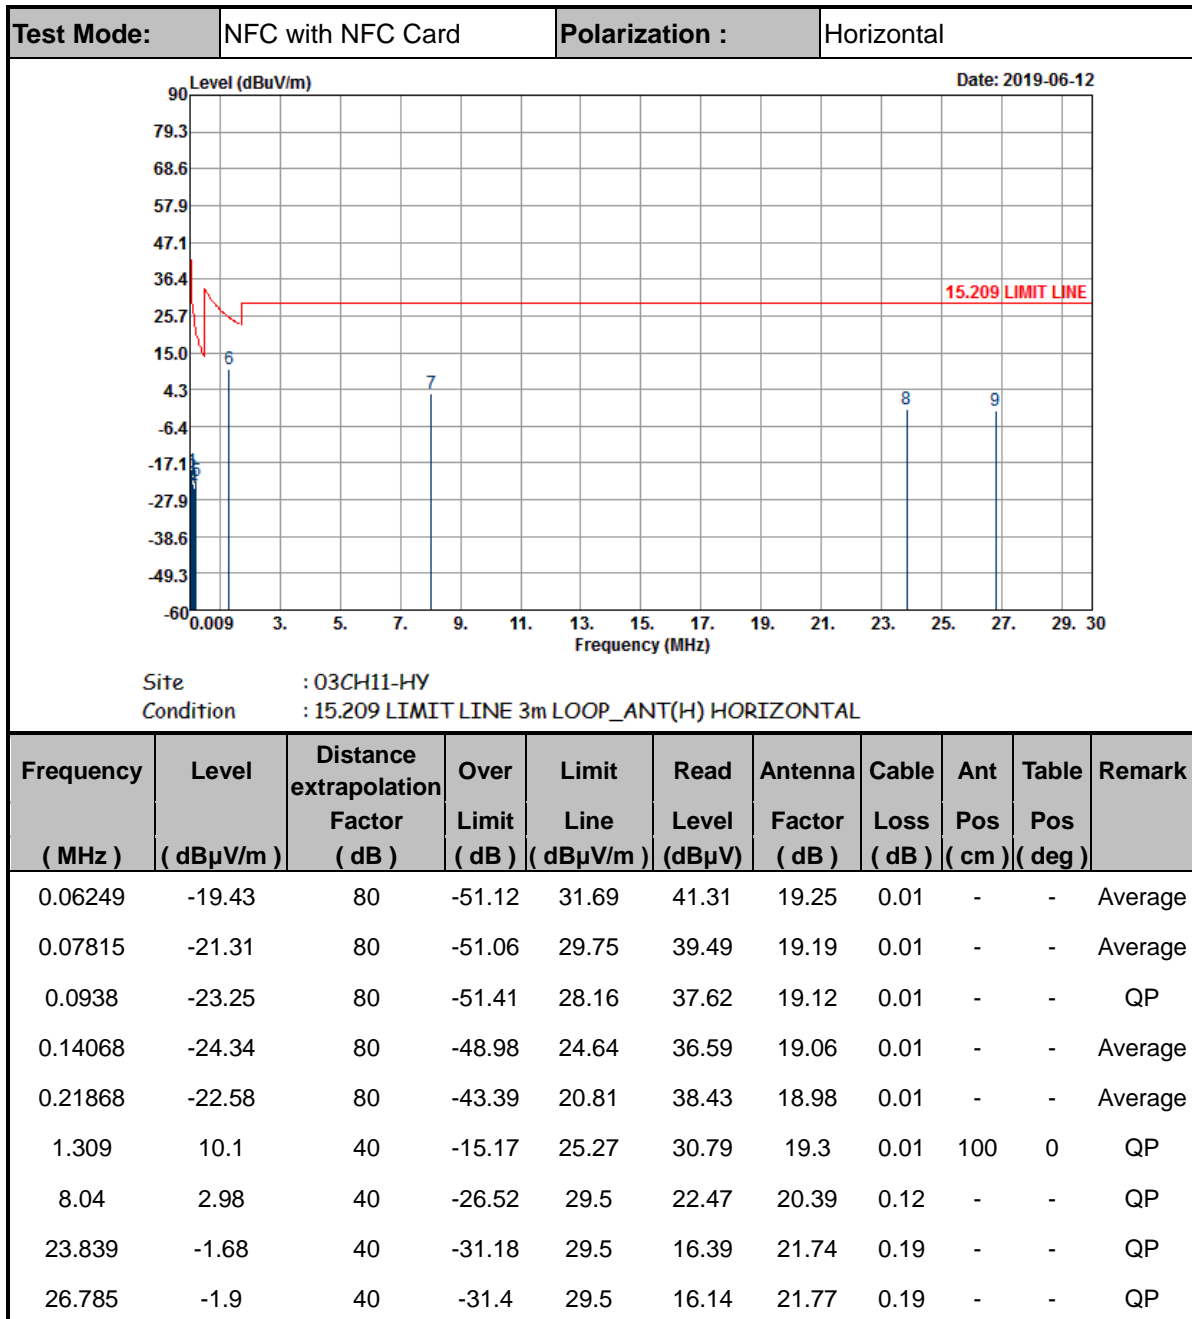 Test Mode: NFC with NFC Card Polarization : Horizontal
Level (dBuV/m) Date: 2019-06-12
90
79.3
68.6
57.9
47.1
36.4
15.209 LIMIT LINE
25.7
15.0
6
4.3
7
8
9
-6.4
-17.1
-27.9
-38.6
-49.3
-60
0.009 3. 5. 7. 9. 11. 13. 15. 17. 19. 21. 23. 25. 27. 29. 30
Frequency (MHz)
Site : 03CH11-HY
Condition : 15.209 LIMIT LINE 3m LOOP_ANT(H) HORIZONTAL
Frequency Level Distance extrapolation Over Limit Read Antenna Cable Ant Table Remark
Factor Limit Line Level Factor Loss Pos Pos
( MHz ) ( dBµV/m ) ( dB ) ( dB ) ( dBµV/m ) (dBµV) ( dB ) ( dB ) ( cm ) ( deg )
0.06249 -19.43 80 -51.12 31.69 41.31 19.25 0.01 - - Average
0.07815 -21.31 80 -51.06 29.75 39.49 19.19 0.01 - - Average
0.0938 -23.25 80 -51.41 28.16 37.62 19.12 0.01 - - QP
0.14068 -24.34 80 -48.98 24.64 36.59 19.06 0.01 - - Average
0.21868 -22.58 80 -43.39 20.81 38.43 18.98 0.01 - - Average
1.309 10.1 40 -15.17 25.27 30.79 19.3 0.01 100 0 QP
8.04 2.98 40 -26.52 29.5 22.47 20.39 0.12 - - QP
23.839 -1.68 40 -31.18 29.5 16.39 21.74 0.19 - - QP
26.785 -1.9 40 -31.4 29.5 16.14 21.77 0.19 - - QP